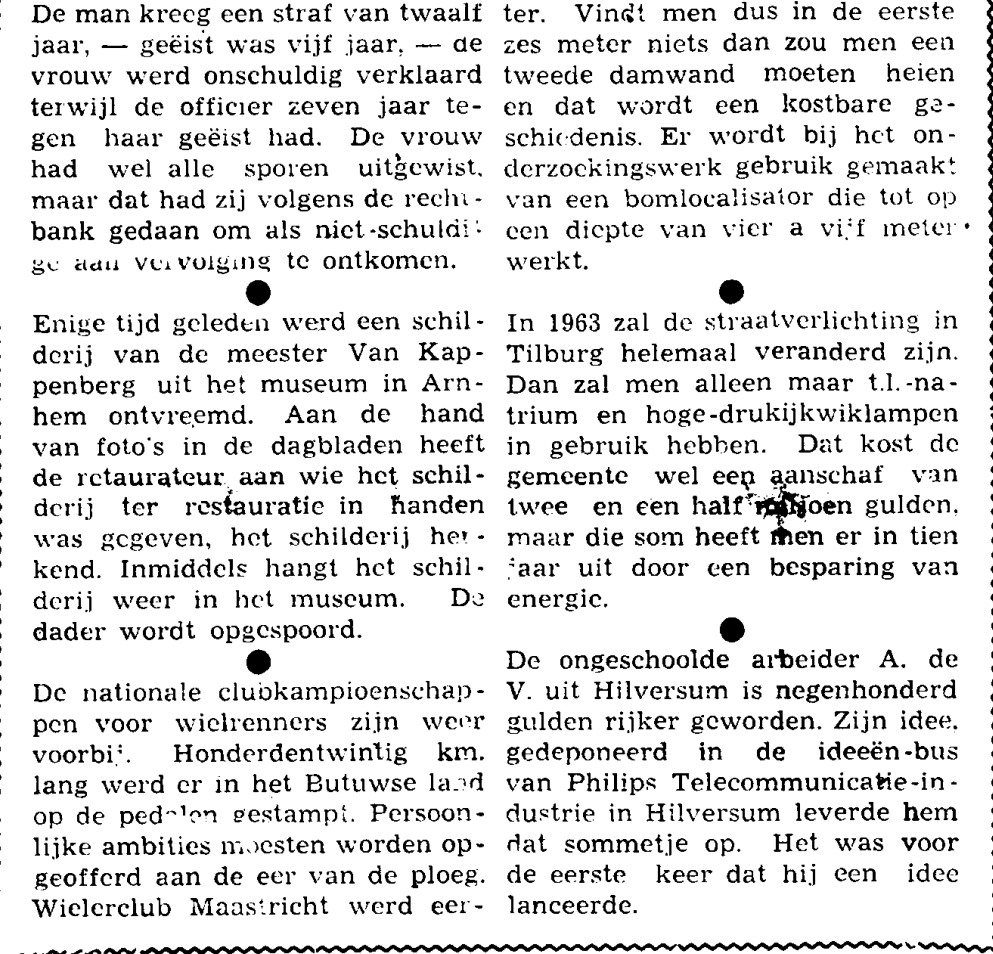 De man kreeg een straf van twaalf
jaar, — geëist was vijf jaar, — de
vrouw werd onschuldig verklaard
terwijl de officier zeven jaar te-
gen haar geëist had. De vrouw
had wel alle sporen uitgewist,
maar dat had zij volgens de recht-
bank gedaan om als niet-schuldi-
ge aan vervolging te ontkomen.
Enige tijd geleden werd een schil-
derij van de meester Van Kap-
penberg uit het museum in Arn-
hem ontvreemd. Aan de hand
van foto's in de dagbladen heeft
de retaurateur aan wie het schil-
derij ter restauratie in handen
was gegeven, het schilderij her-
kend. Inmiddels hangt het schil-
derij weer in het museum. De
dader wordt opgespoord.
De nationale clubkampioenschap-
pen voor wielrenners zijn weer
voorbij. Honderdentwintig km.
lang werd er in het Butuwse land
op de pedalen gestampt. Persoon-
lijke ambities moesten worden op-
geofferd aan de eer van de ploeg.
Wielerclub Maastricht werd eer-
ter. Vindt men dus in de eerste
zes meter niets dan zou men een
tweede damwand moeten heien
en dat wordt een kostbare ge-
schiedenis. Er wordt bij het on-
derzoekingswerk gebruik gemaakt
van een bomlocalisator die tot op
een diepte van vier a vijf meter
werkt.
In 1963 zal de straatverlichting in
Tilburg helemaal veranderd zijn.
Dan zal men alleen maar t.l.-na-
trium en hoge-drukijkwiklampen
in gebruik hebben. Dat kost de
gemeente wel een aanschaf van
twee en een half miljoen gulden,
maar die som heeft men er in tien
jaar uit door een besparing van
energie.
De ongeschoolde arbeider A. de
V. uit Hilversum is negenhonderd
gulden rijker geworden. Zijn idee,
gedeponeerd in de ideeën-bus
van Philips Telecommunicatie-in-
dustrie in Hilversum leverde hem
dat sommetje op. Het was voor
de eerste keer dat hij een idee
lanceerde.